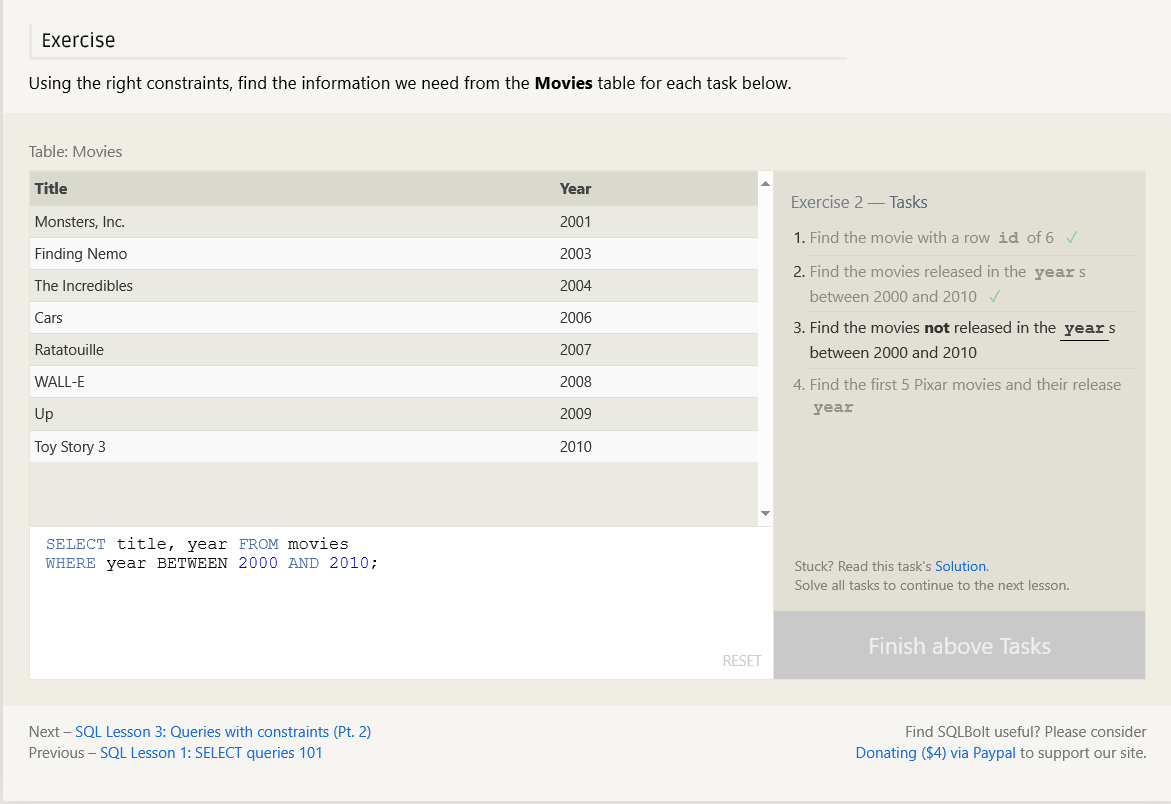 Exercise
Using the right constraints, find the information we need from the Movies table for each task below.
Table: Movies
Title Year
Monsters, Inc. 2001
Finding Nemo 2003
The Incredibles 2004
Cars 2006
Ratatouille 2007
WALL-E 2008
Up 2009
Toy Story 3 2010
SELECT title, year FROM movies
WHERE year BETWEEN 2000 AND 2010;
RESET
Exercise 2 — Tasks
1. Find the movie with a row id of 6 ✓
2. Find the movies released in the year s
between 2000 and 2010 ✓
3. Find the movies not released in the year s
between 2000 and 2010
4. Find the first 5 Pixar movies and their release
year
Stuck? Read this task's Solution.
Solve all tasks to continue to the next lesson.
Finish above Tasks
Next – SQL Lesson 3: Queries with constraints (Pt. 2)
Previous – SQL Lesson 1: SELECT queries 101
Find SQLBolt useful? Please consider
Donating ($4) via Paypal to support our site.